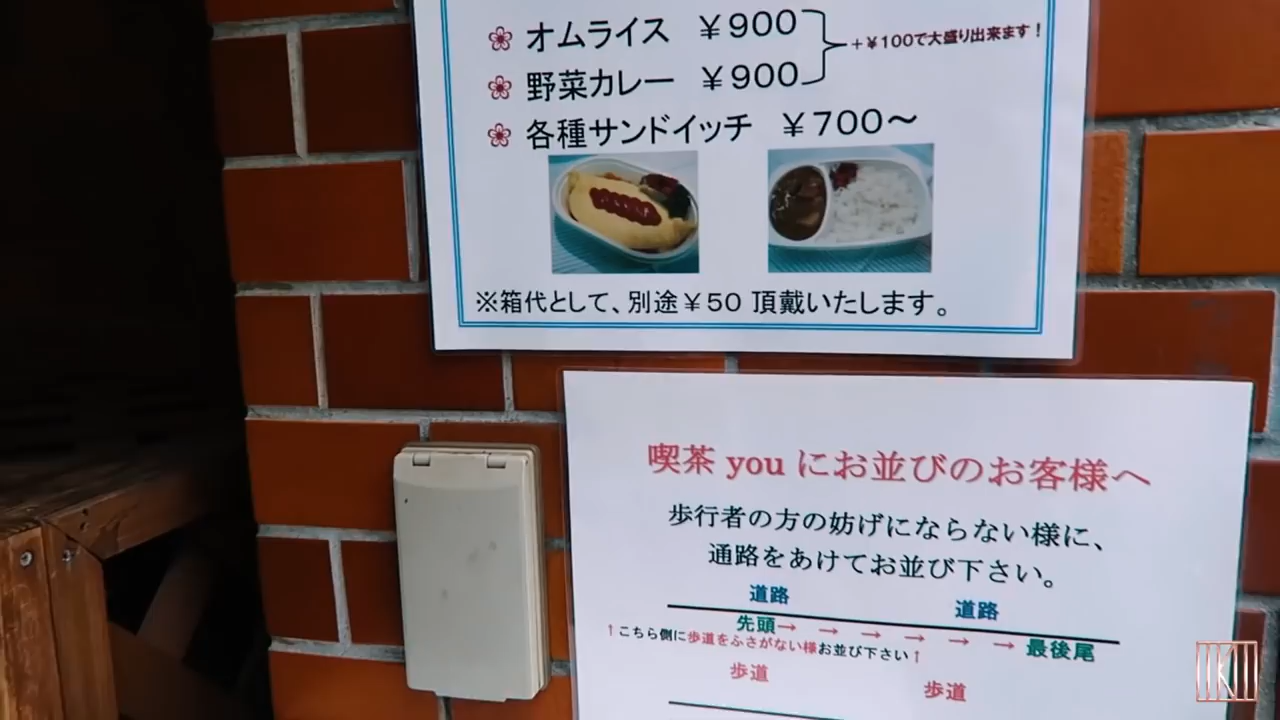 オムライス ￥900
+￥100で大盛り出来ます！
野菜カレー ￥900
各種サンドイッチ ￥700～
※箱代として、別途￥50 頂戴いたします。
喫茶 you にお並びのお客様へ
歩行者の方の妨げにならない様に、
通路をあけてお並び下さい。
道路 道路
先頭→ → → → → → 最後尾
↑こちら側に歩道をふさがない様お並び下さい↑
歩道 歩道
K